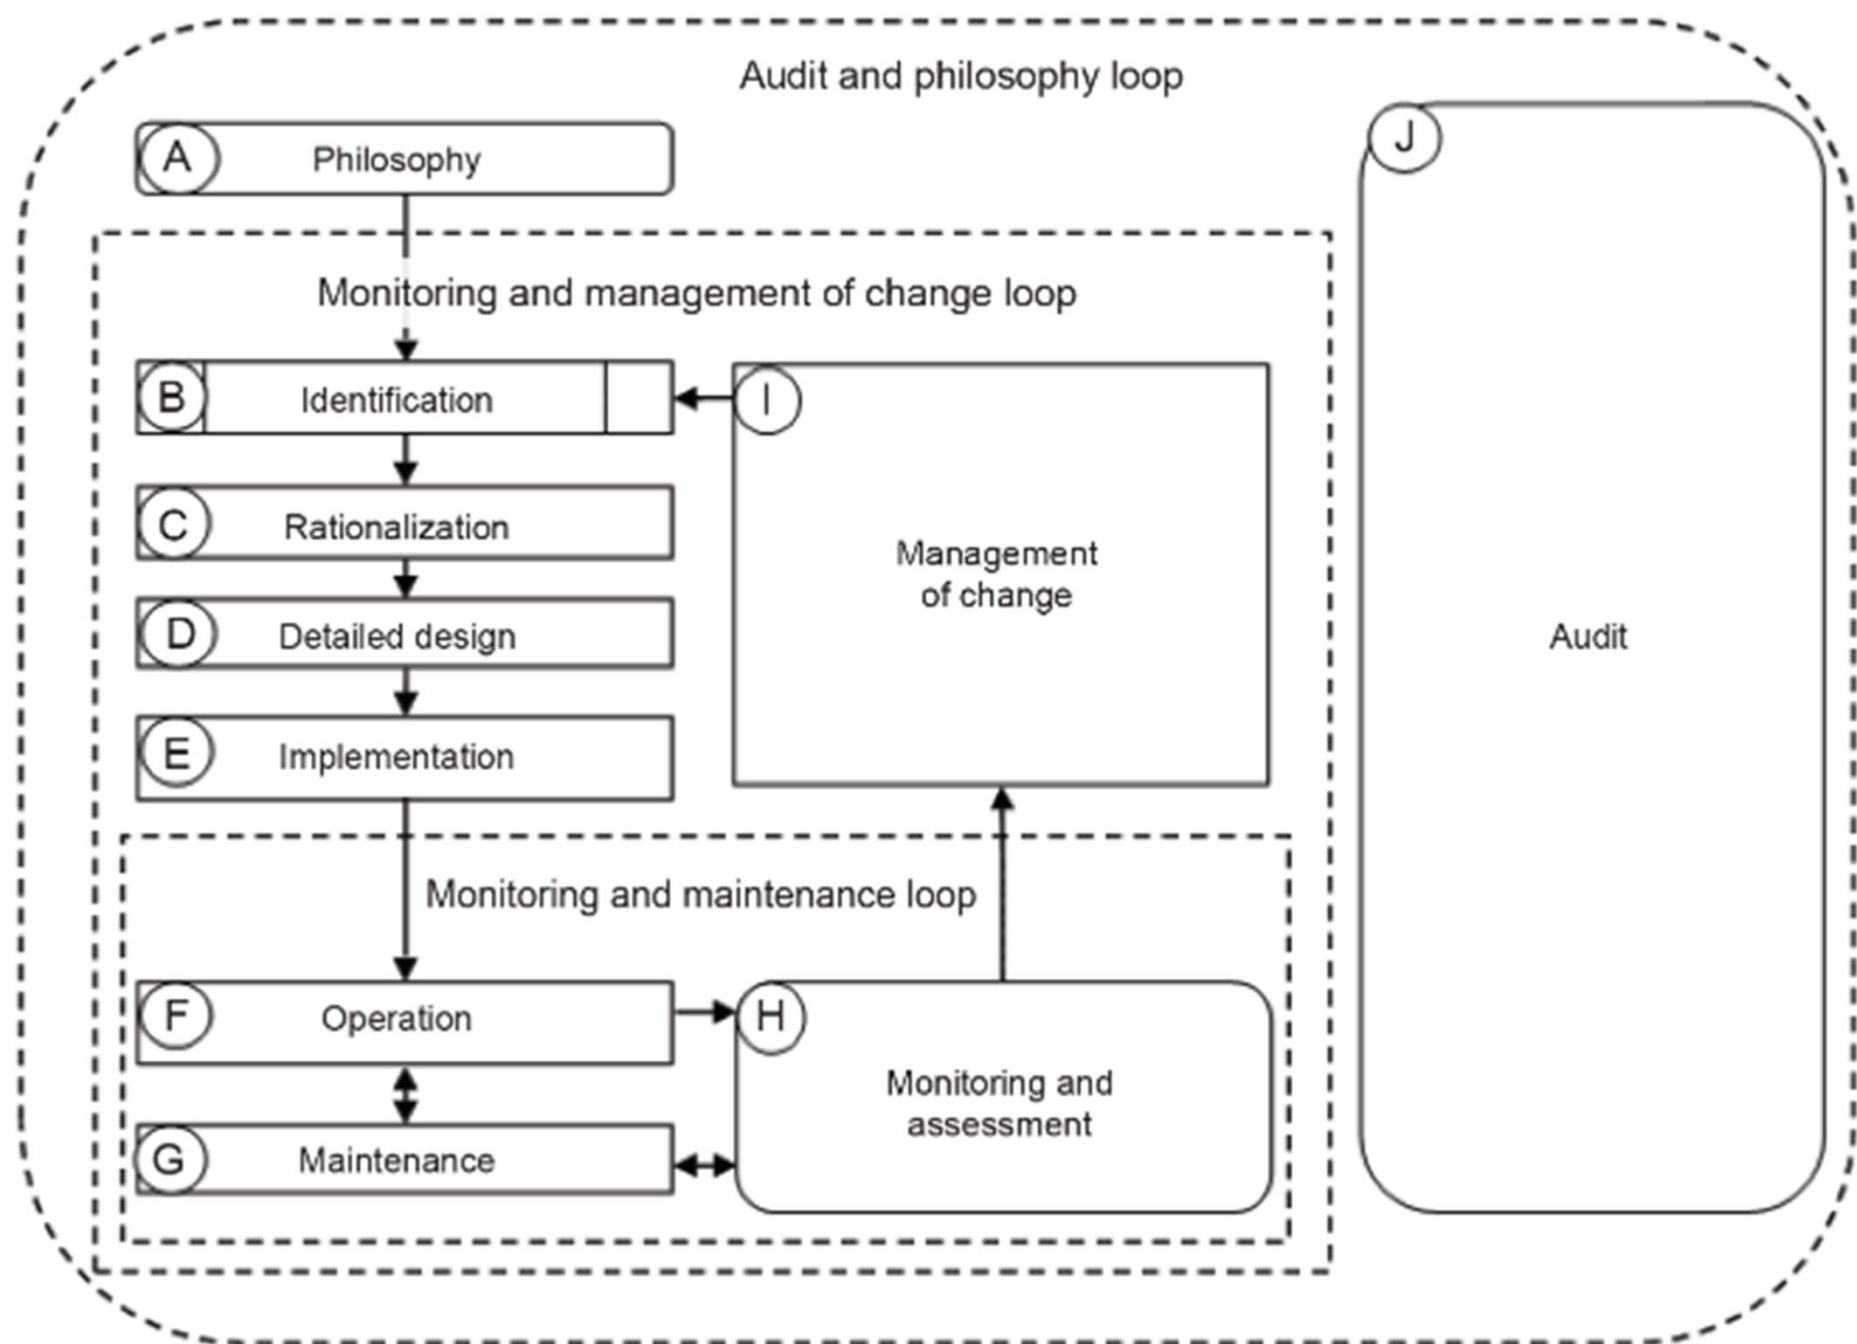 Audit and philosophy loop
J
A
Philosophy
Monitoring and management of change loop
B
Identification
I
C
Rationalization
Management
of change
D
Detailed design
Audit
E
Implementation
Monitoring and maintenance loop
F
Operation
H
Monitoring and
assessment
G
Maintenance